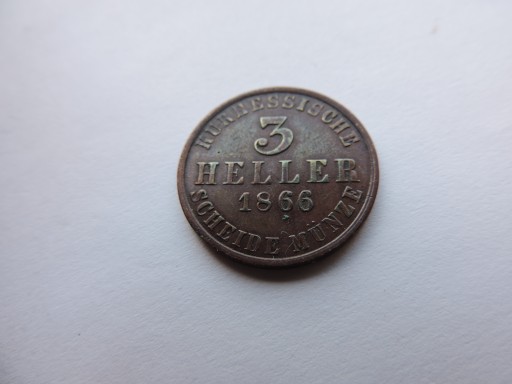 KURHESSISCHE
3
HELLER
1866
SCHEIDE MÜNZE